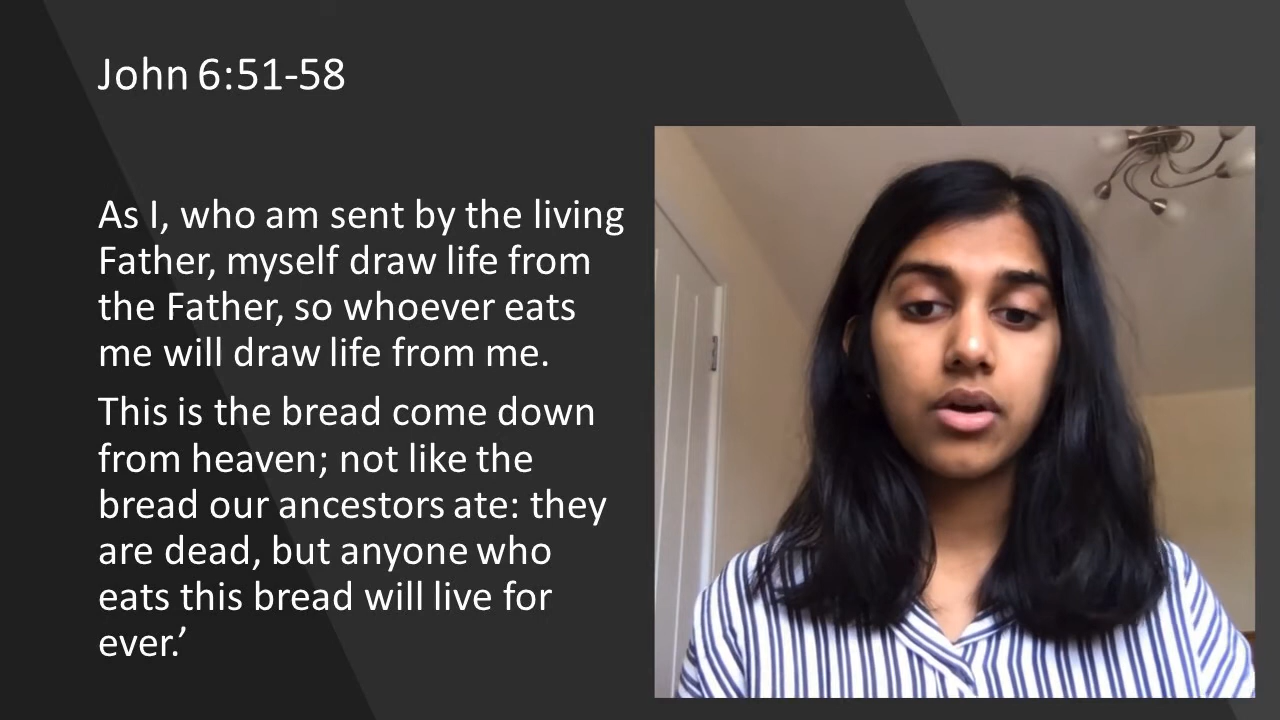 John 6:51-58
As I, who am sent by the living
Father, myself draw life from
the Father, so whoever eats
me will draw life from me.
This is the bread come down
from heaven; not like the
bread our ancestors ate: they
are dead, but anyone who
eats this bread will live for
ever.’